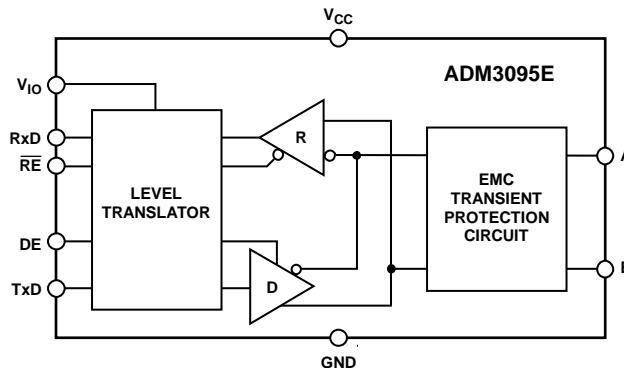 VCC
ADM3095E
VIO
RxD
RE
DE
TxD
LEVEL
TRANSLATOR
R
D
EMC
TRANSIENT
PROTECTION
CIRCUIT
GND